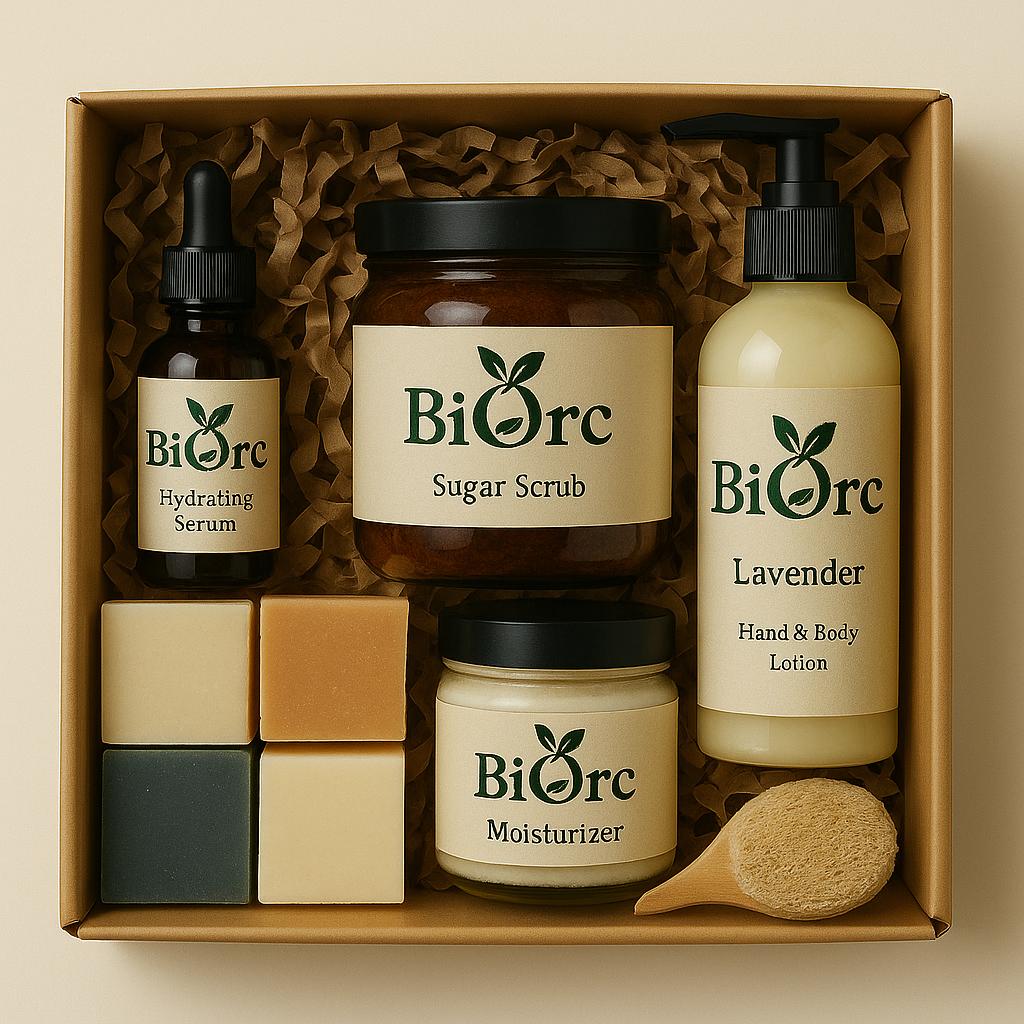 BiOrc
Hydrating
Serum
BiOrc
Sugar Scrub
BiOrc
Lavender
Hand & Body
Lotion
BiOrc
Moisturizer